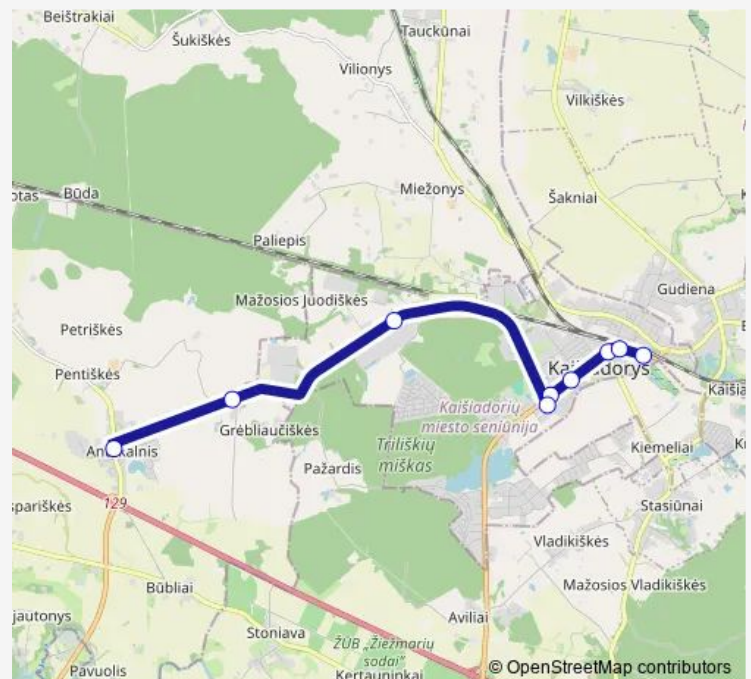 Beištrakiai
Šukiškės
Tauckūnai
Vilionys
Vilkiškės
Būda
Miežonys
Šakniai
Paliepis
Gudiena
Mažosios Juodiškės
Petriškės
Pentiškės
Kaišiadorys
Kaišiadorių
miesto seniūnija
Grėbliaučiškės
Triliškių
miškas
Kiemeliai
Pažardis
129
Stasiūnai
Vladikiškės
Būbliai
Mažosios Vladikiškės
Aviliai
Stoniava
ŽŪB „Žiežmarių
sodai"
Pavuolis
Kertauninkai
© OpenStreetMap contributors